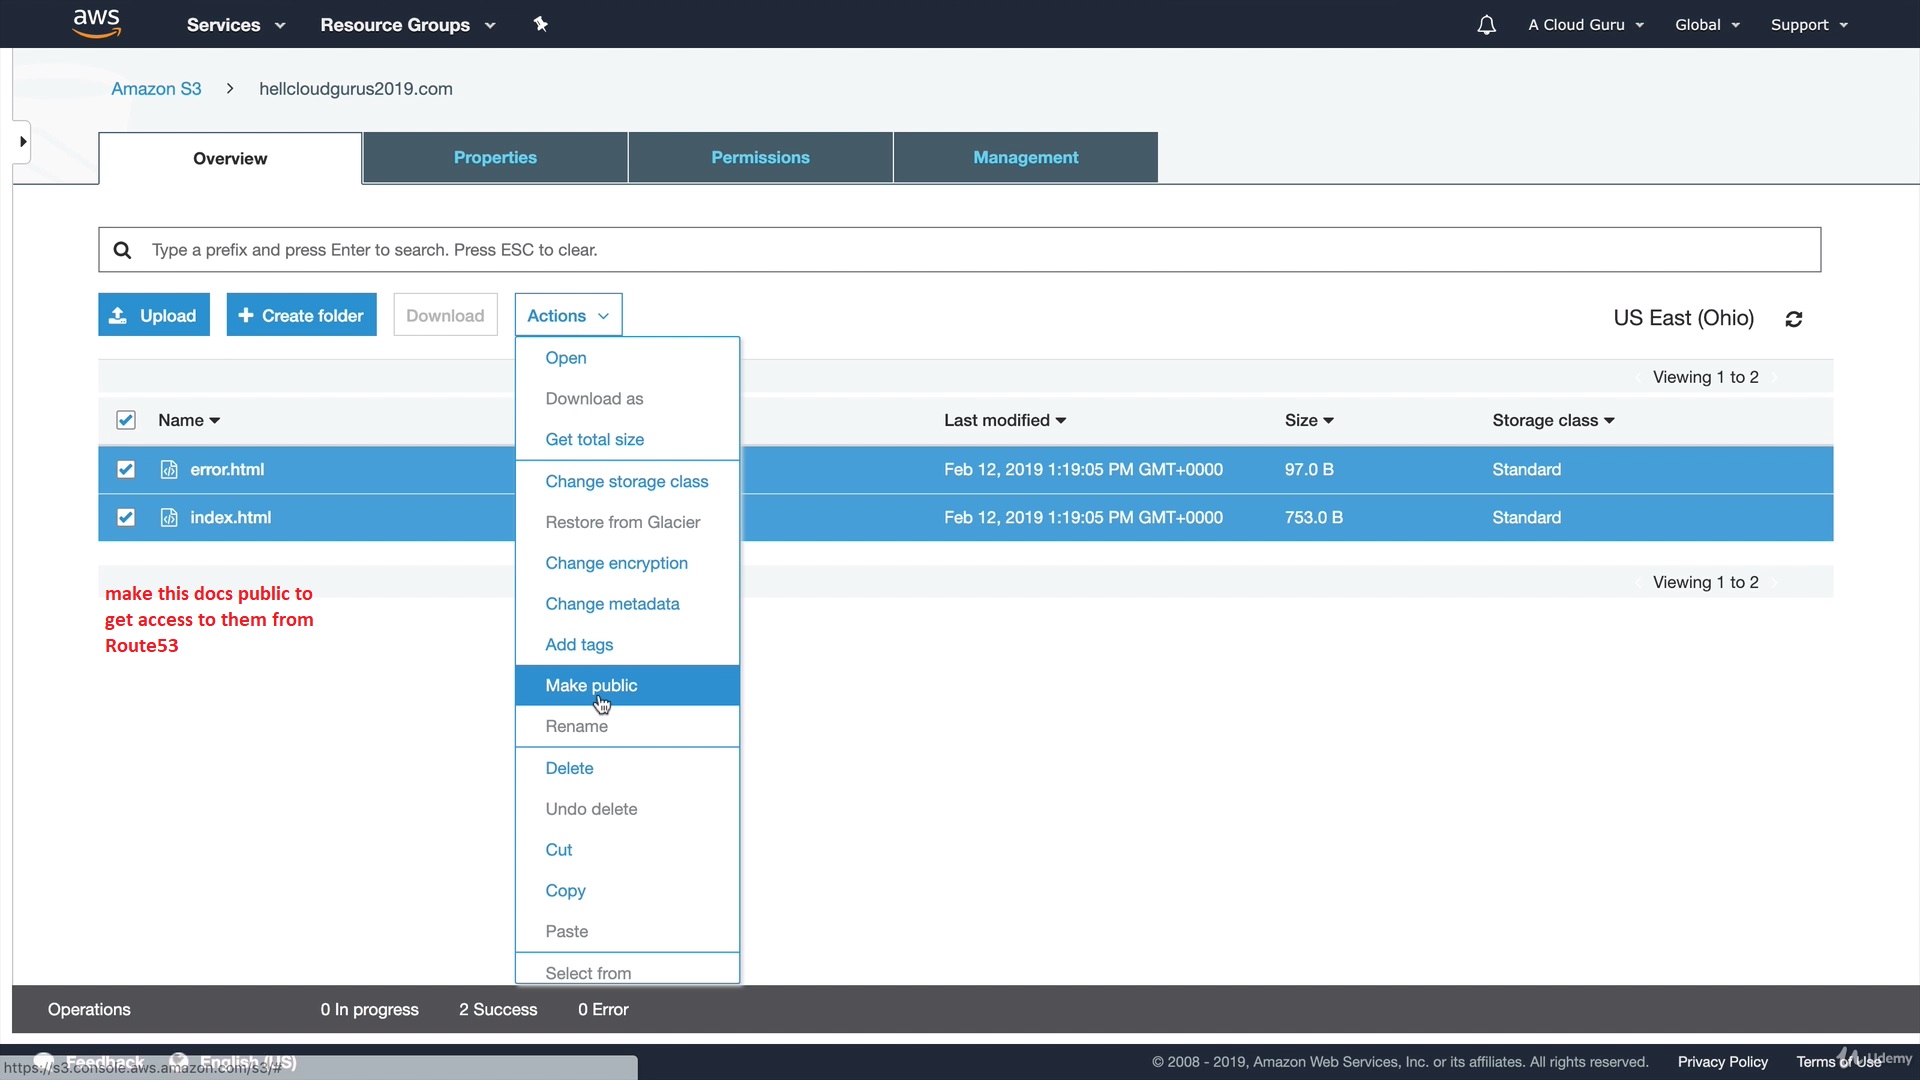 aws Services Resource Groups A Cloud Guru Global Support
Amazon S3 > hellcloudgurus2019.com
Overview Properties Permissions Management
Type a prefix and press Enter to search. Press ESC to clear.
Upload Create folder Download Actions US East (Ohio)
Open
Viewing 1 to 2
Download as
Name Last modified Size Storage class
Get total size
error.html Feb 12, 2019 1:19:05 PM GMT+0000 97.0 B Standard
Change storage class
index.html Feb 12, 2019 1:19:05 PM GMT+0000 753.0 B Standard
Restore from Glacier
Change encryption
Viewing 1 to 2
make this docs public to
get access to them from
Route53
Change metadata
Add tags
Make public
Rename
Delete
Undo delete
Cut
Copy
Paste
Select from
Operations 0 In progress 2 Success 0 Error
Feedback English (US)
https://s3.console.aws.amazon.com/s3/#
© 2008 - 2019, Amazon Web Services, Inc. or its affiliates. All rights reserved. Privacy Policy Terms of Use
Udemy